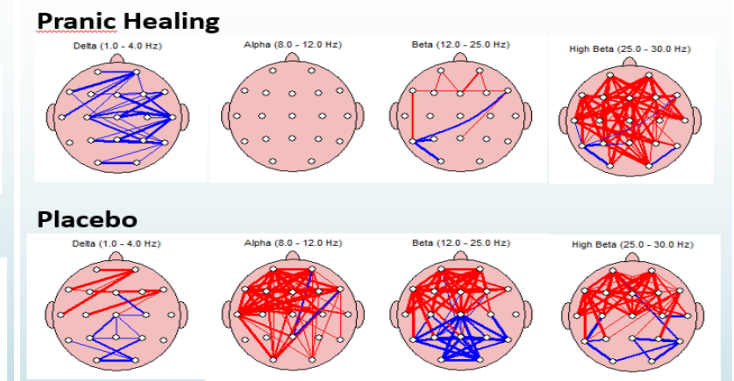 Pranic Healing
Delta (1.0 - 4.0 Hz) Alpha (8.0 - 12.0 Hz) Beta (12.0 - 25.0 Hz) High Beta (25.0 - 30.0 Hz)
Placebo
Delta (1.0 - 4.0 Hz) Alpha (8.0 - 12.0 Hz) Beta (12.0 - 25.0 Hz) High Beta (25.0 - 30.0 Hz)